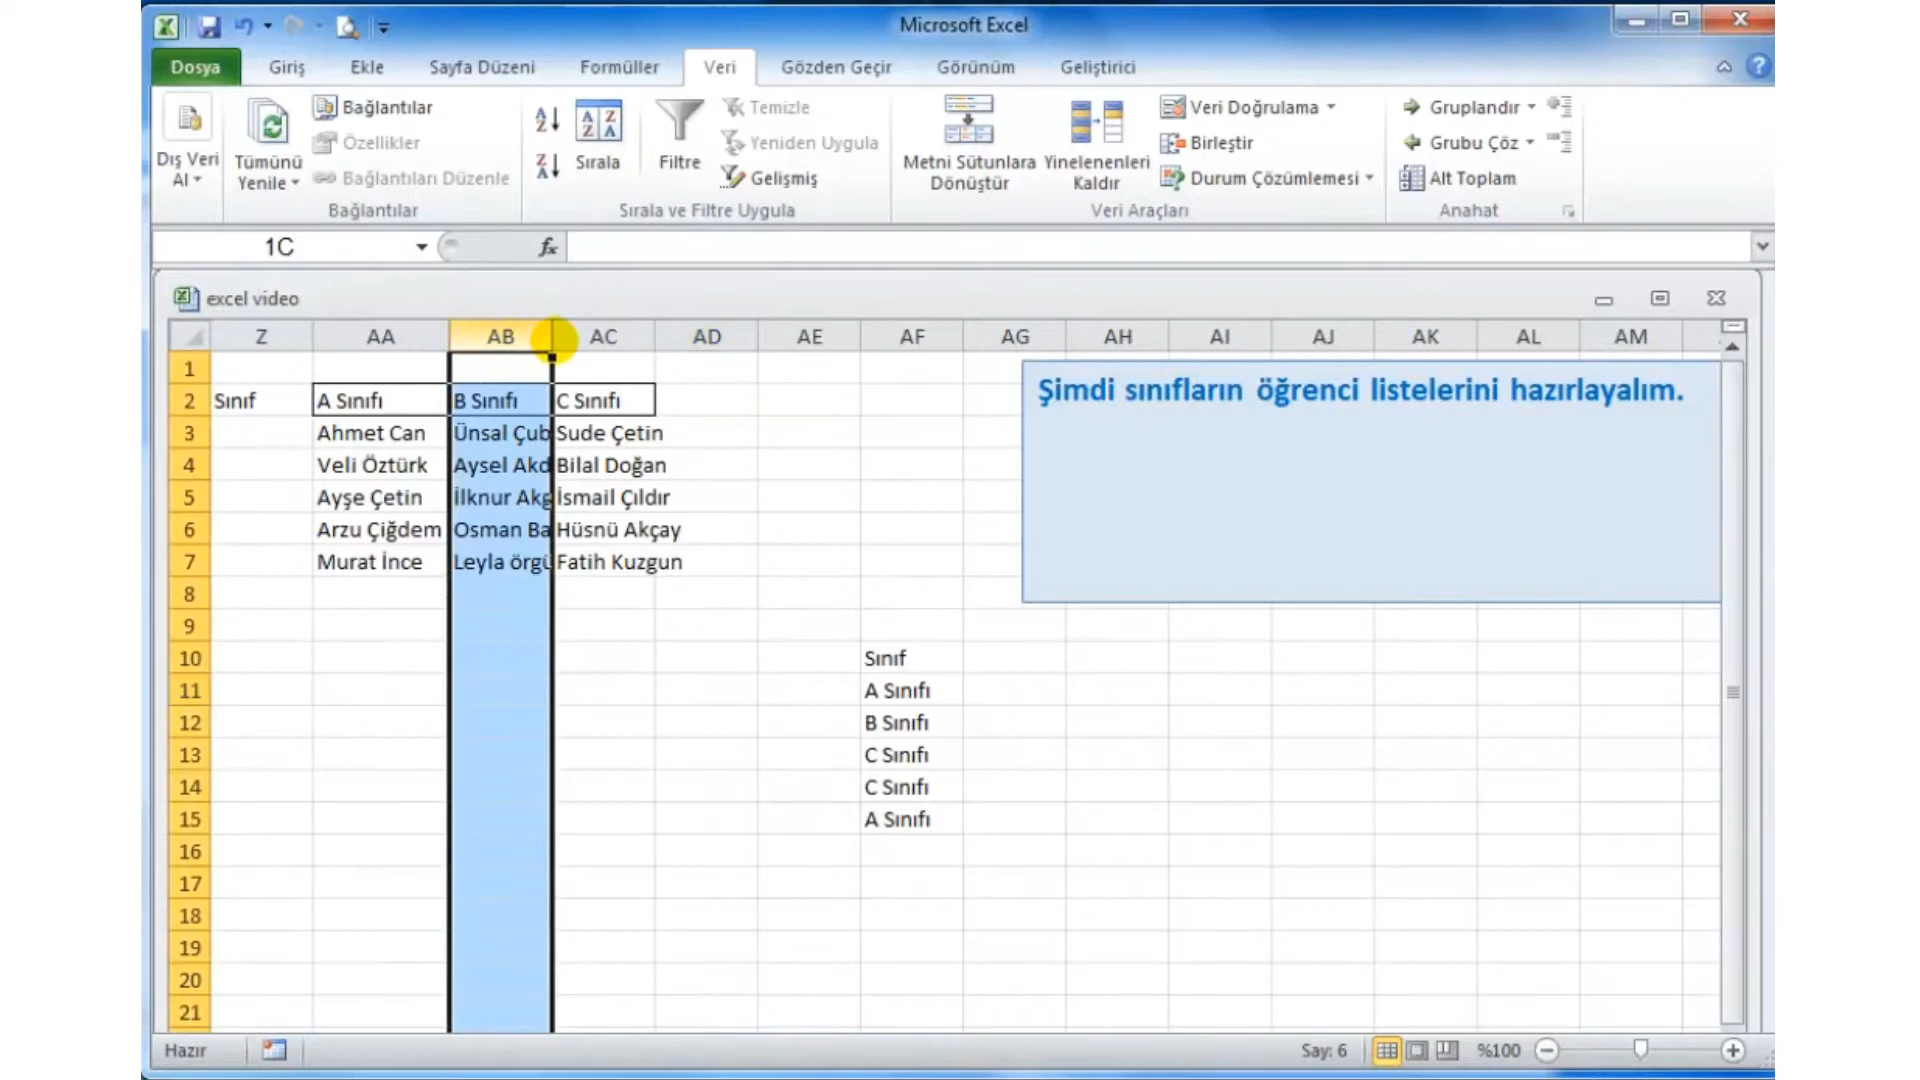 Microsoft Excel
Dosya Giriş Ekle Sayfa Düzeni Formüller Veri Gözden Geçir Görünüm Geliştirici
Dış Veri Al
Tümünü Yenile
Bağlantılar
Özellikler
Bağlantıları Düzenle
Bağlantılar
Sırala
Filtre
Temizle
Yeniden Uygula
Gelişmiş
Sırala ve Filtre Uygula
Metni Sütunlara Dönüştür
Yinelenenleri Kaldır
Veri Doğrulama
Birleştir
Durum Çözümlemesi
Veri Araçları
Gruplandır
Grubu Çöz
Alt Toplam
Anahat
1C fx
excel video
Z AA AB AC AD AE AF AG AH AI AJ AK AL AM
1
2 Sınıf A Sınıfı B Sınıfı C Sınıfı
3 Ahmet Can Ünsal Çub Sude Çetin
4 Veli Öztürk Aysel Akd Bilal Doğan
5 Ayşe Çetin İlknur Akg İsmail Çıldır
6 Arzu Çiğdem Osman Ba Hüsnü Akçay
7 Murat İnce Leyla örgü Fatih Kuzgun
8
9
10 Sınıf
11 A Sınıfı
12 B Sınıfı
13 C Sınıfı
14 C Sınıfı
15 A Sınıfı
16
17
18
19
20
21
Şimdi sınıfların öğrenci listelerini hazırlayalım.
Hazır Say: 6 %100